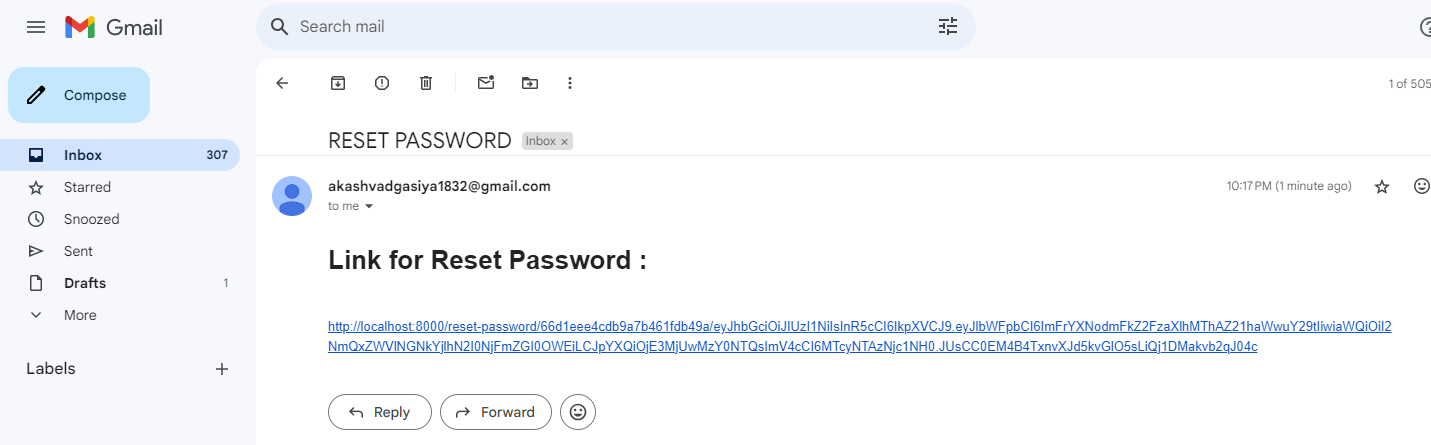 Gmail
Search mail
Compose
1 of 505
Inbox 307
RESET PASSWORD Inbox ×
Starred
akashvadgasiya1832@gmail.com 10:17 PM (1 minute ago)
to me
Snoozed
Sent
Link for Reset Password :
Drafts 1
More
http://localhost:8000/reset-password/66d1eee4cdb9a7b461fdb49a/eyJhbGciOiJIUzI1NiIsInR5cCI6IkpXVCJ9.eyJlbWFpbCI6ImFrYXNodmFkZ2FzaXlhMThAZ21haWwuY29tIiwiaWQiOiI2
NmQxZWVlNGNkYjlhN2I0NjFmZGI0OWEiLCJpYXQiOjE3MjUwMzY0NTQsImV4cCI6MTcyNTAzNjc1NH0.JUsCC0EM4B4TxnvXJd5kvGlO5sLiQj1DMakvb2qJ04c
Labels +
Reply Forward